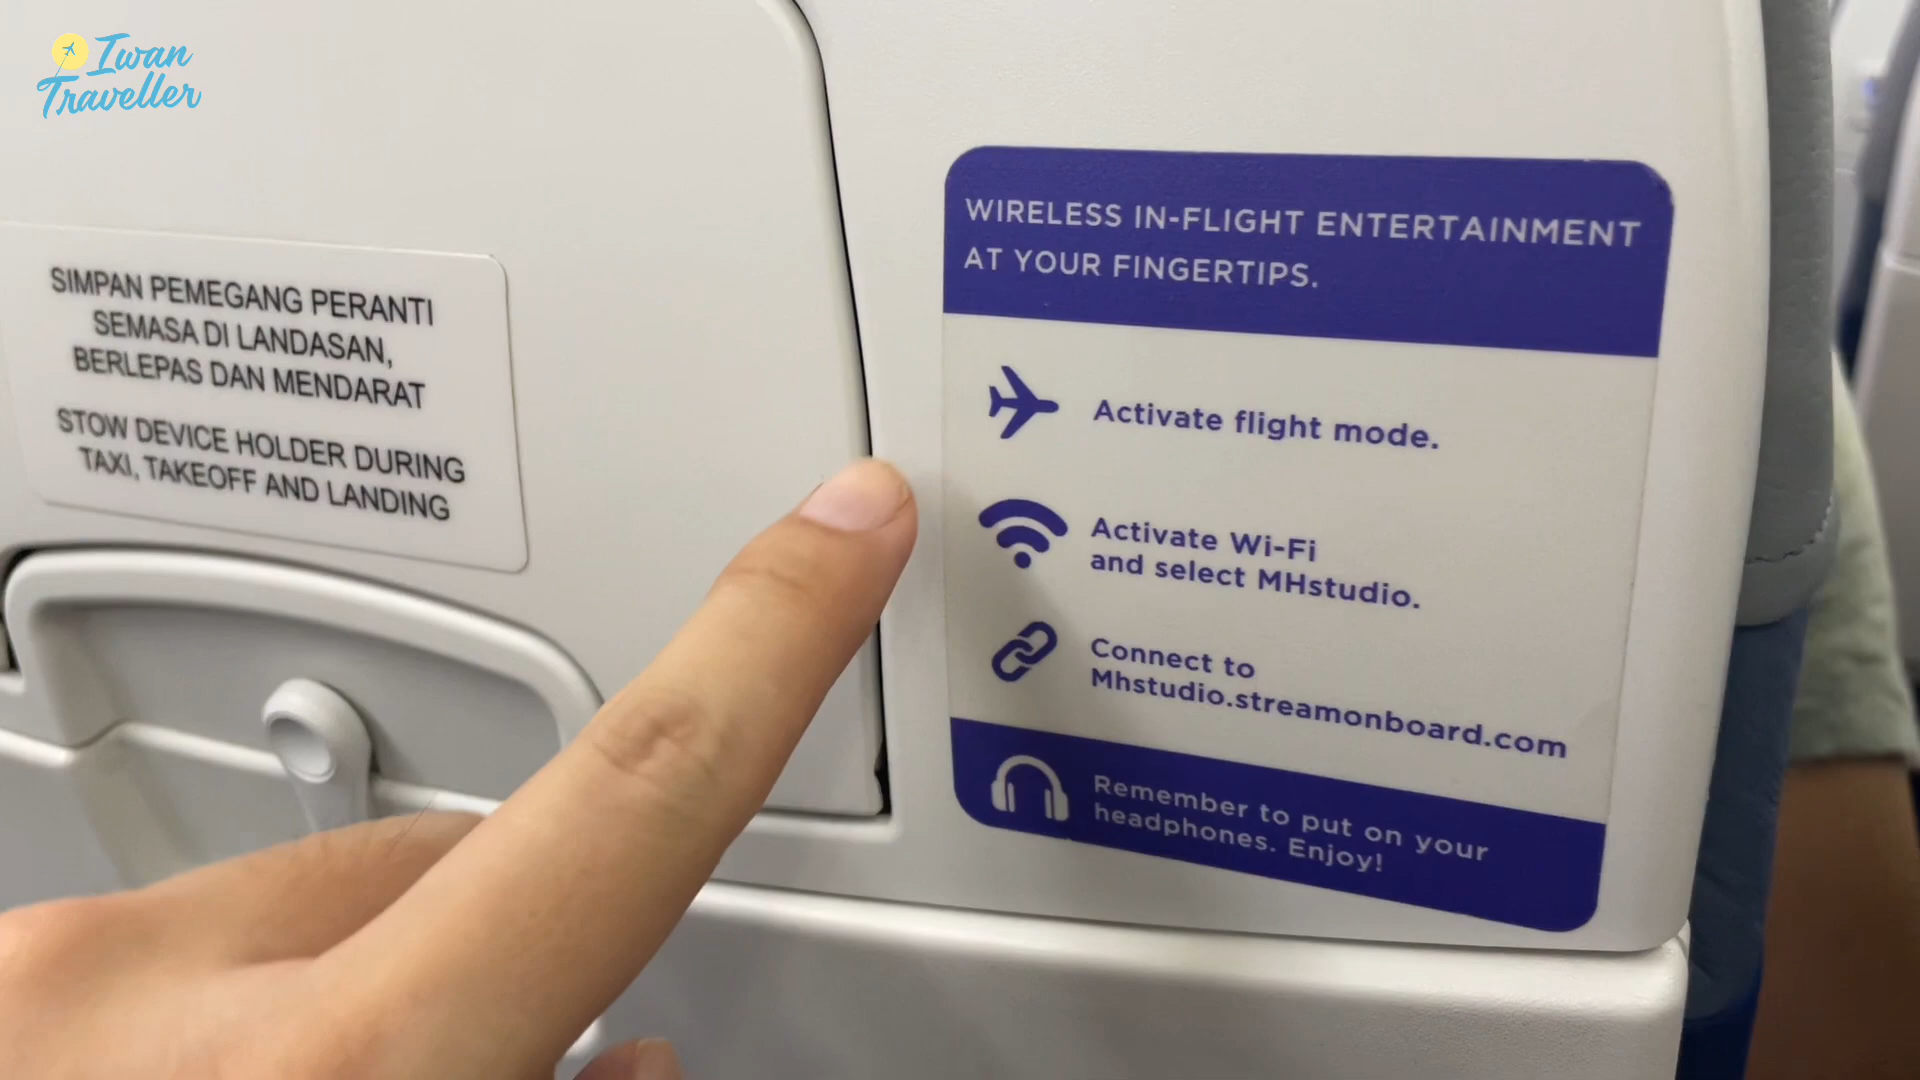 Iwan
Traveller
SIMPAN PEMEGANG PERANTI
SEMASA DI LANDASAN,
BERLEPAS DAN MENDARAT
STOW DEVICE HOLDER DURING
TAXI, TAKEOFF AND LANDING
WIRELESS IN-FLIGHT ENTERTAINMENT
AT YOUR FINGERTIPS.
Activate flight mode.
Activate Wi-Fi
and select MHstudio.
Connect to
Mhstudio.streamonboard.com
Remember to put on your
headphones. Enjoy!